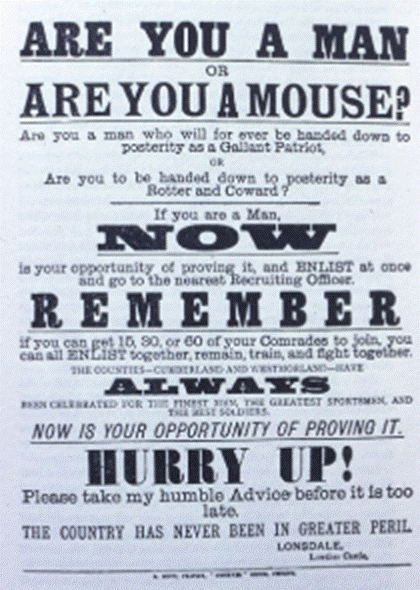 ARE YOU A MAN
OR
ARE YOU A MOUSE?
Are you a man who will for ever be handed down to
posterity as a Gallant Patriot,
OR
Are you to be handed down to posterity as a
Rotter and Coward?
If you are a Man,
NOW
is your opportunity of proving it, and ENLIST at once
and go to the nearest Recruiting Officer.
REMEMBER
if you can get 15, 30, or 60 of your Comrades to join, you
can all ENLIST together, remain, train, and fight together.
THE COUNTIES—CUMBERLAND AND WESTMORLAND—HAVE
ALWAYS
BEEN CELEBRATED FOR THE FINEST MEN, THE GREATEST SPORTSMEN, AND
THE BEST SOLDIERS.
NOW IS YOUR OPPORTUNITY OF PROVING IT.
HURRY UP!
Please take my humble Advice before it is too
late.
THE COUNTRY HAS NEVER BEEN IN GREATER PERIL.
LONSDALE,
Lowther Castle.